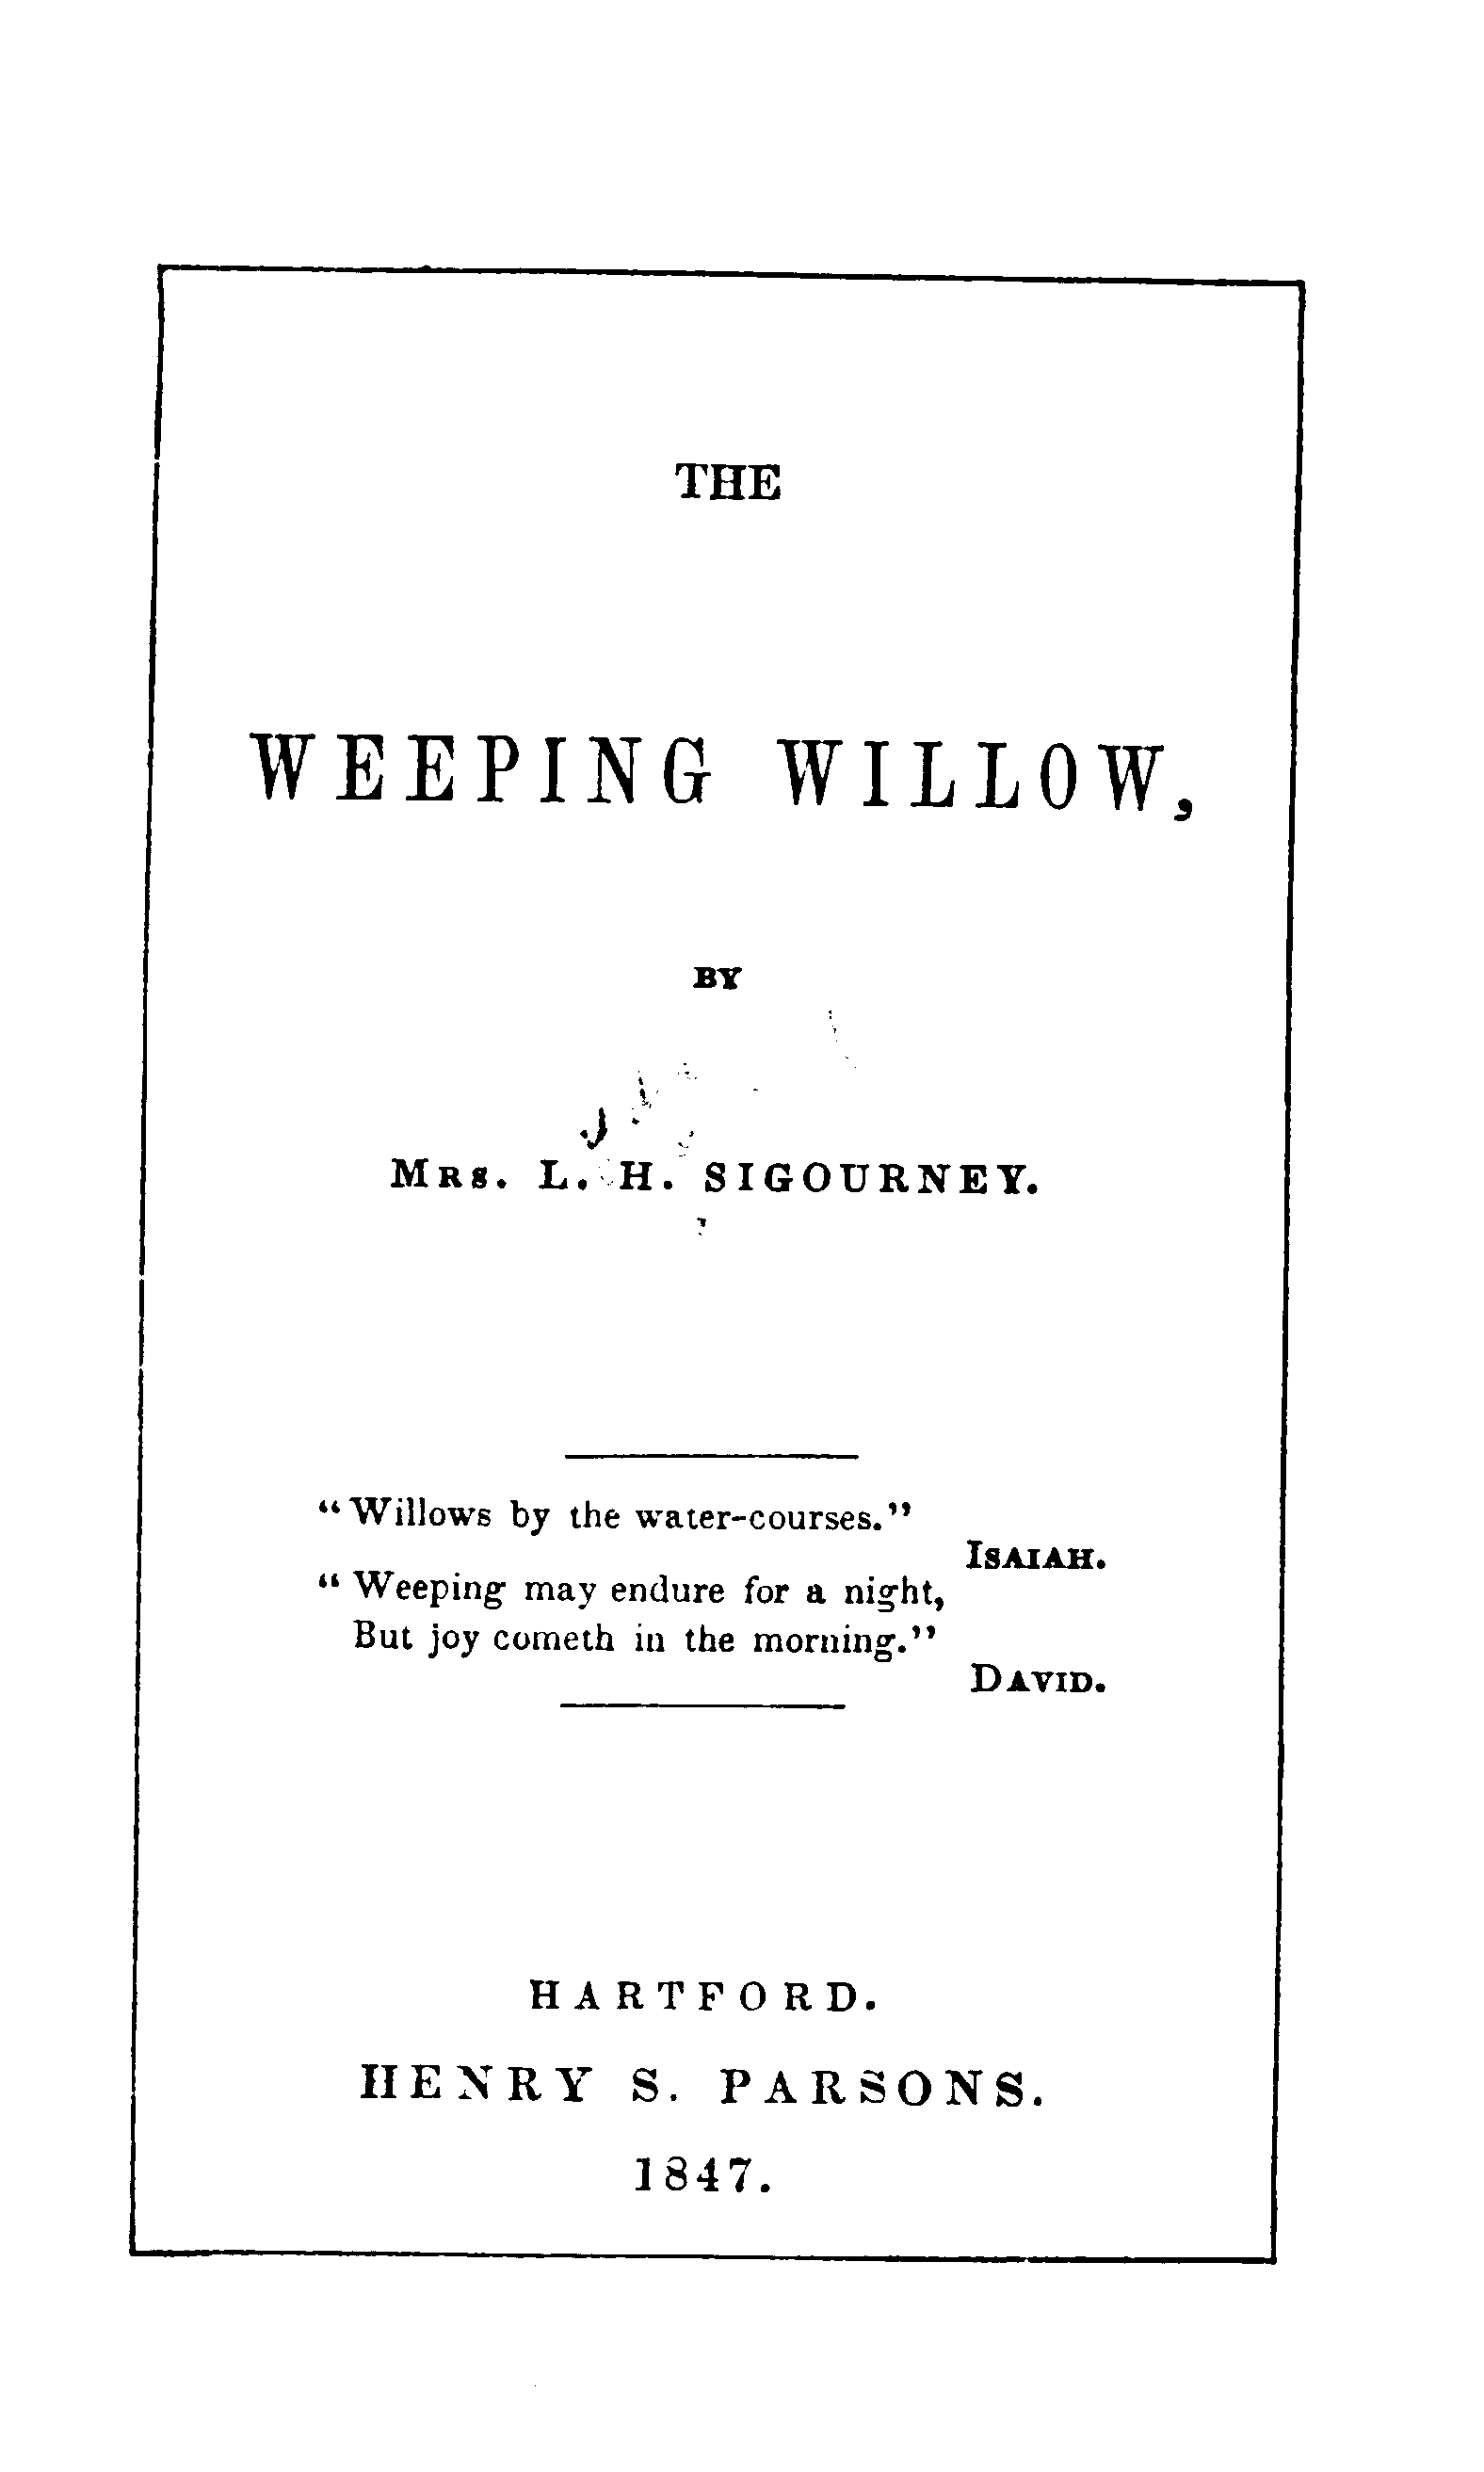 THE
WEEPING WILLOW,
BY
MRS. L. H. SIGOURNEY.
“Willows by the water-courses.”
ISAIAH.
“Weeping may endure for a night,
But joy cometh in the morning.”
DAVID.
HARTFORD.
HENRY S. PARSONS.
1847.